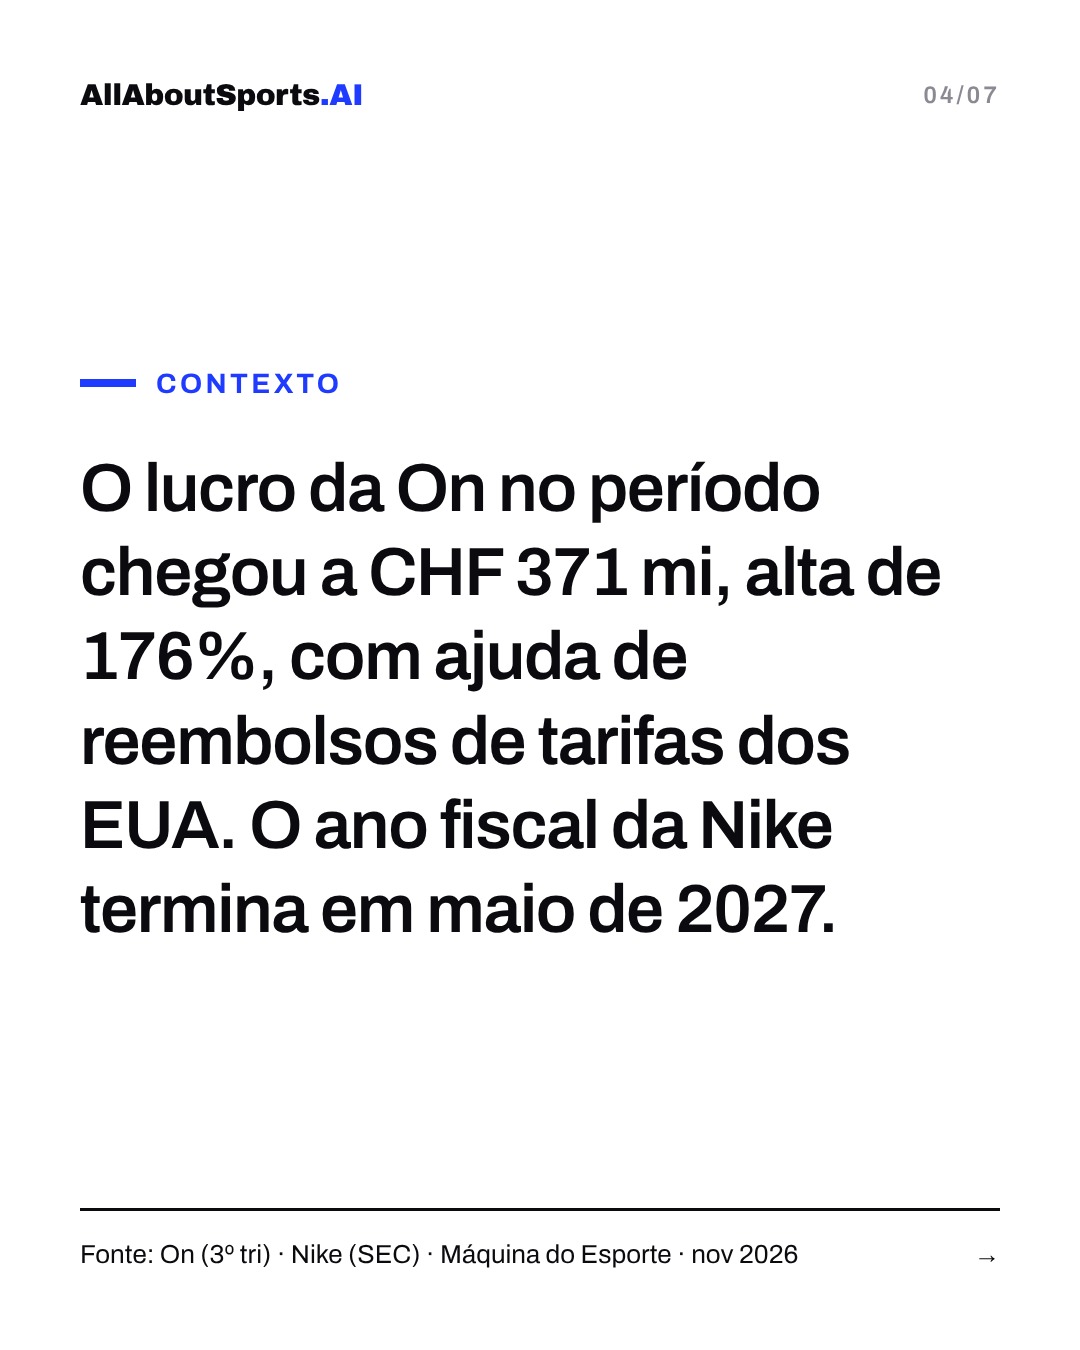 AllAboutSports.AI
04/07
CONTEXTO
O lucro da On no período
chegou a CHF 371 mi, alta de
176%, com ajuda de
reembolsos de tarifas dos
EUA. O ano fiscal da Nike
termina em maio de 2027.
Fonte: On (3º tri) · Nike (SEC) · Máquina do Esporte · nov 2026 →